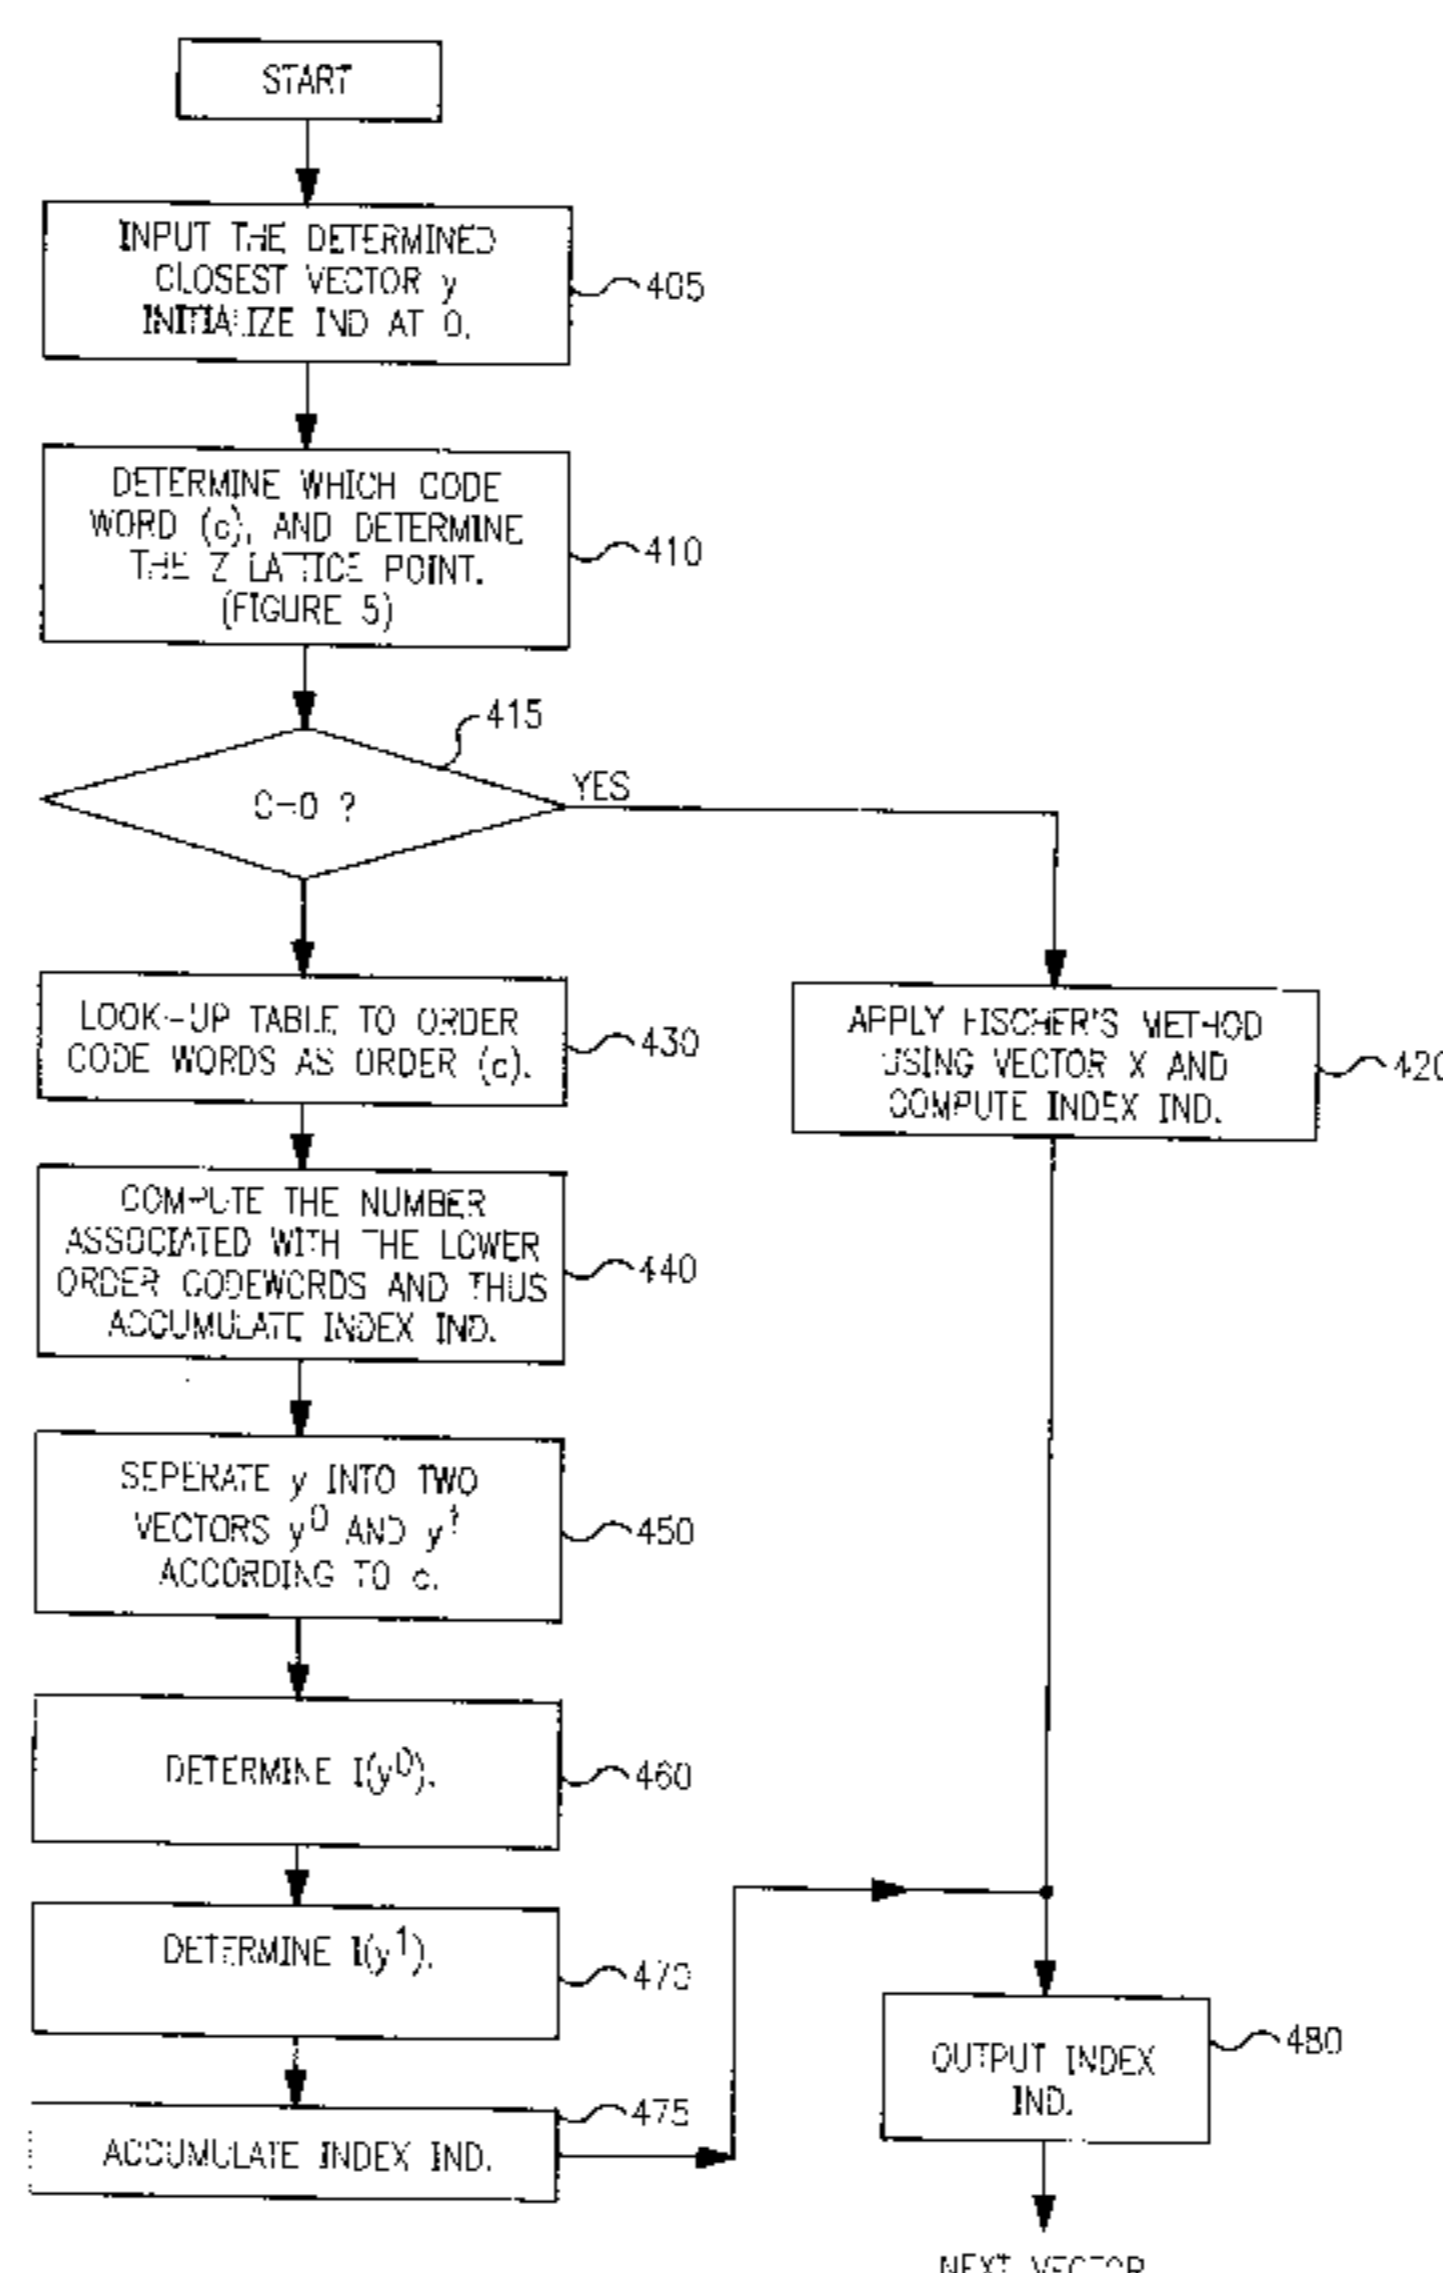 START
INPUT THE DETERMINED
CLOSEST VECTOR y
INITIALIZE IND AT 0.
405
DETERMINE WHICH CODE
WORD (c), AND DETERMINE
THE Z LATTICE POINT.
(FIGURE 5)
410
415
C=0 ?
YES
LOOK-UP TABLE TO ORDER
CODE WORDS AS ORDER (c).
430
APPLY FISCHER'S METHOD
USING VECTOR X AND
COMPUTE INDEX IND.
420
COMPUTE THE NUMBER
ASSOCIATED WITH THE LOWER
ORDER CODEWORDS AND THUS
ACCUMULATE INDEX IND.
440
SEPERATE y INTO TWO
VECTORS y⁰ AND y¹
ACCORDING TO c.
450
DETERMINE I(y⁰).
460
DETERMINE I(y¹).
470
ACCUMULATE INDEX IND.
475
OUTPUT INDEX
IND.
480
NEXT VECTOR